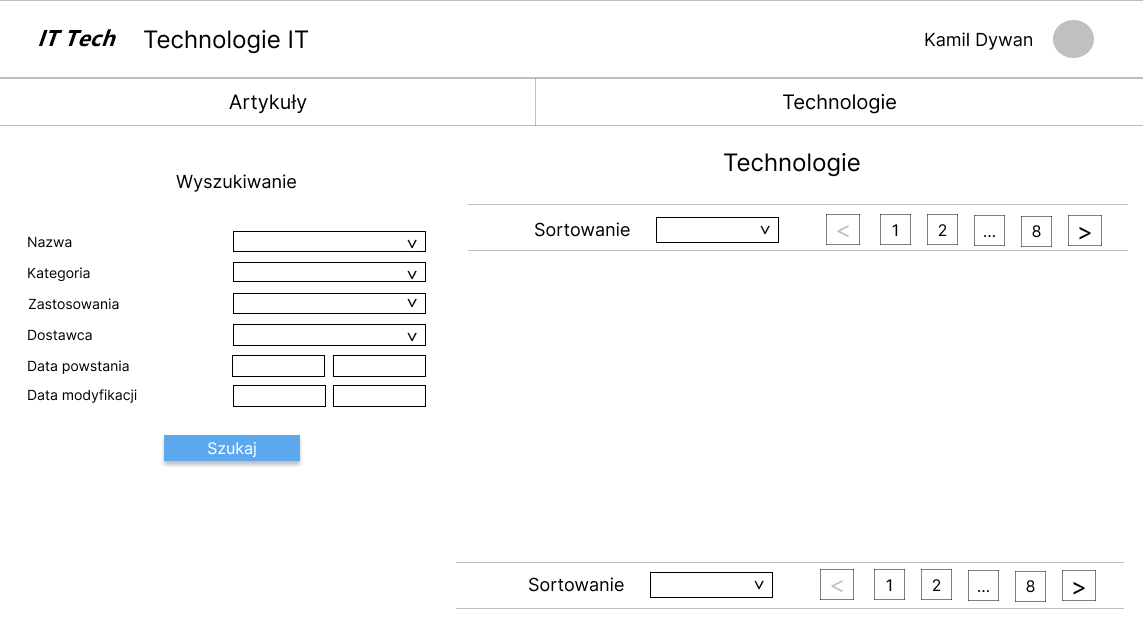 IT Tech Technologie IT Kamil Dywan
Artykuły Technologie
Wyszukiwanie
Nazwa
Kategoria
Zastosowania
Dostawca
Data powstania
Data modyfikacji
Szukaj
Technologie
Sortowanie < 1 2 ... 8 >
Sortowanie < 1 2 ... 8 >